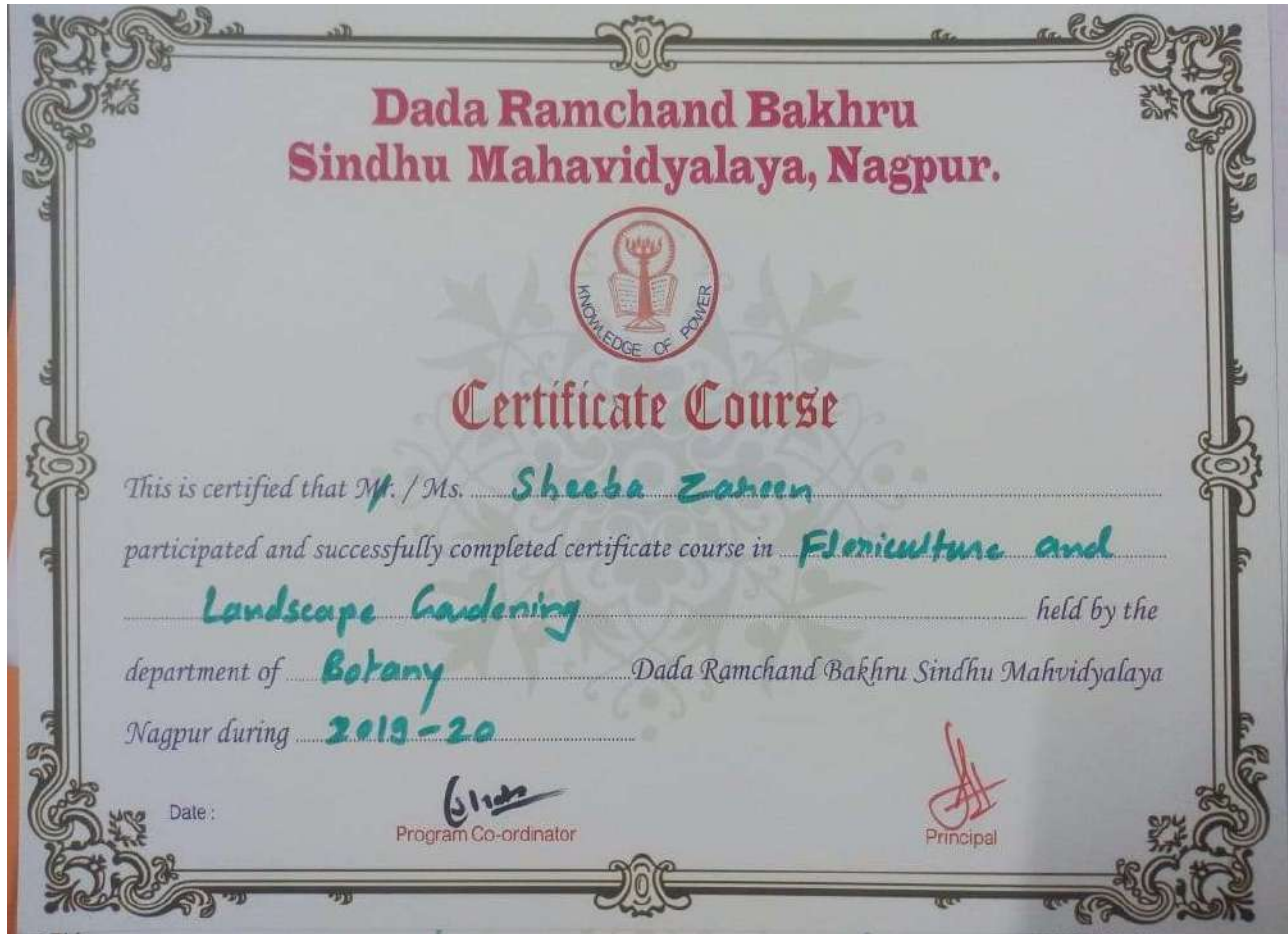 Dada Ramchand Bakhru
Sindhu Mahavidyalaya, Nagpur.
KNOWLEDGE OF POWER
Certificate Course
This is certified that Mr. / Ms. Sheeba Zareen
participated and successfully completed certificate course in Floriculture and
Landscape Gardening held by the
department of Botany Dada Ramchand Bakhru Sindhu Mahvidyalaya
Nagpur during 2019-20
Date :
Program Co-ordinator
Principal